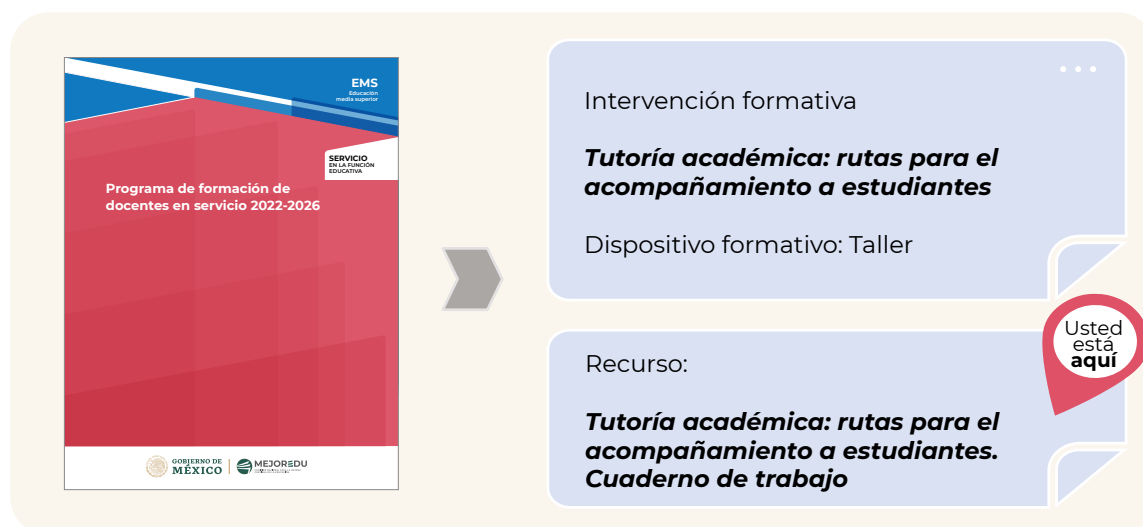 EMS
Educación
media superior
SERVICIO
EN LA FUNCIÓN
EDUCATIVA
Programa de formación de
docentes en servicio 2022-2026
GOBIERNO DE
MÉXICO
MEJOREDU
Intervención formativa
Tutoría académica: rutas para el
acompañamiento a estudiantes
Dispositivo formativo: Taller
Usted
está
aquí
Recurso:
Tutoría académica: rutas para el
acompañamiento a estudiantes.
Cuaderno de trabajo